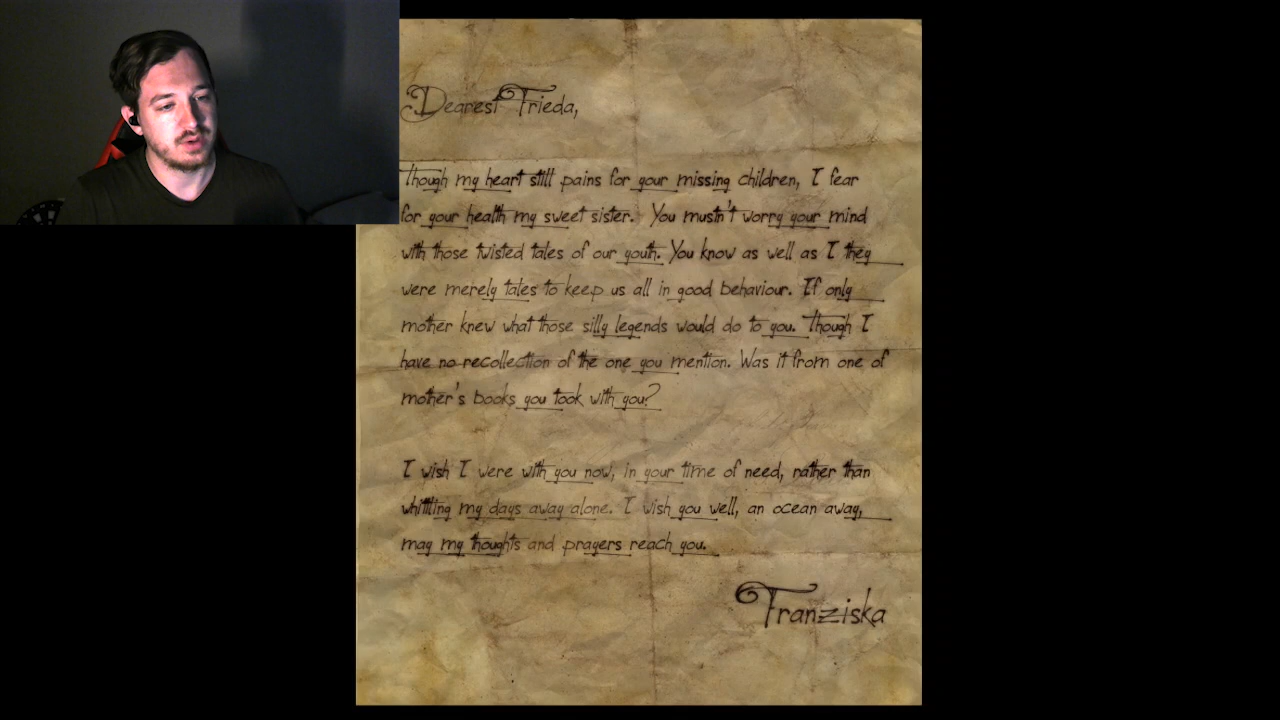 Dearest Frieda,
Though my heart still pains for your missing children, I fear
for your health my sweet sister. You mustn't worry your mind
with those twisted tales of our youth. You know as well as I they
were merely tales to keep us all in good behaviour. If only
mother knew what those silly legends would do to you. Though I
have no recollection of the one you mention. Was it from one of
mother's books you took with you?
I wish I were with you now, in your time of need, rather than
whittling my days away alone. I wish you well, an ocean away,
may my thoughts and prayers reach you.
Franziska